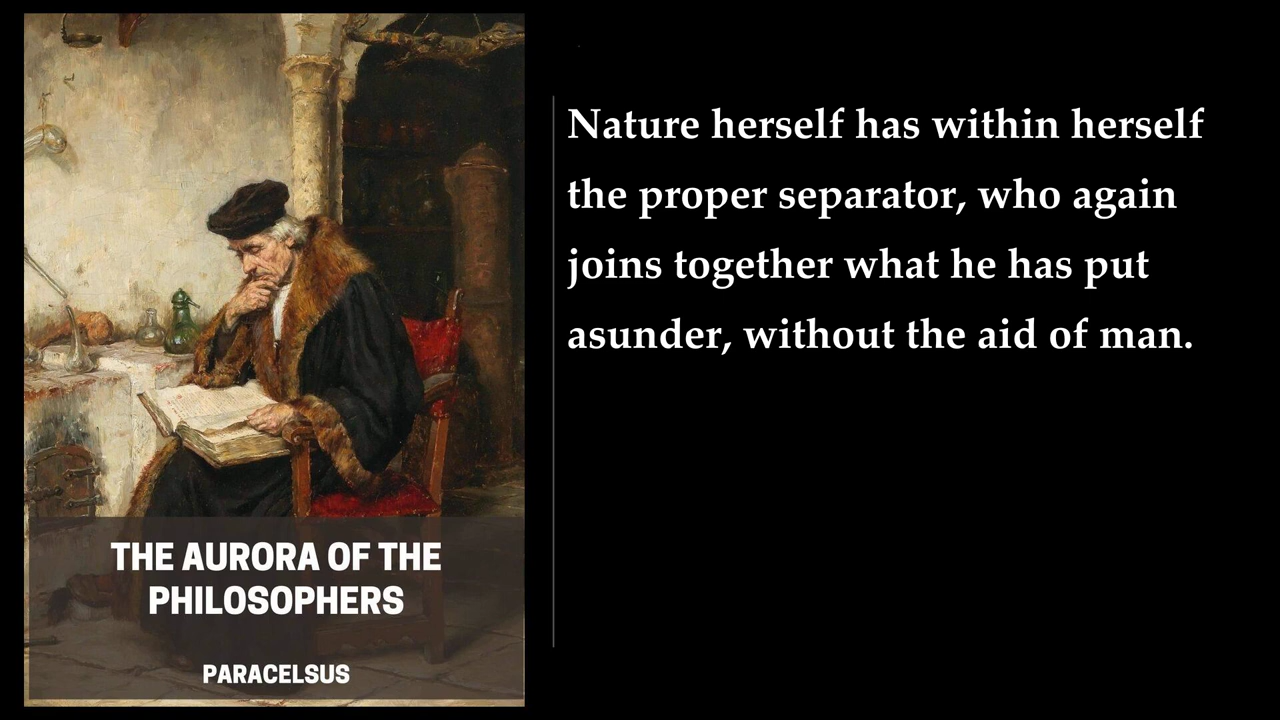 Nature herself has within herself
the proper separator, who again
joins together what he has put
asunder, without the aid of man.
THE AURORA OF THE
PHILOSOPHERS
PARACELSUS